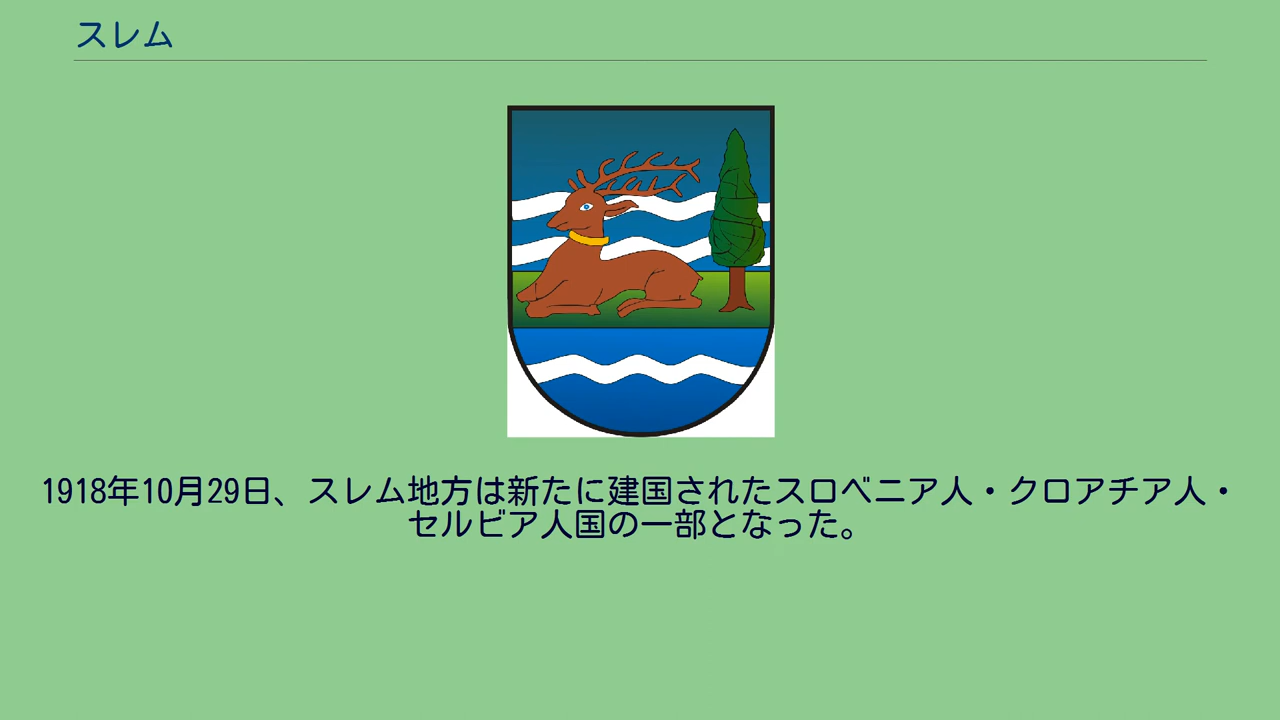 スレム
1918年10月29日、スレム地方は新たに建国されたスロベニア人・クロアチア人・
セルビア人国の一部となった。